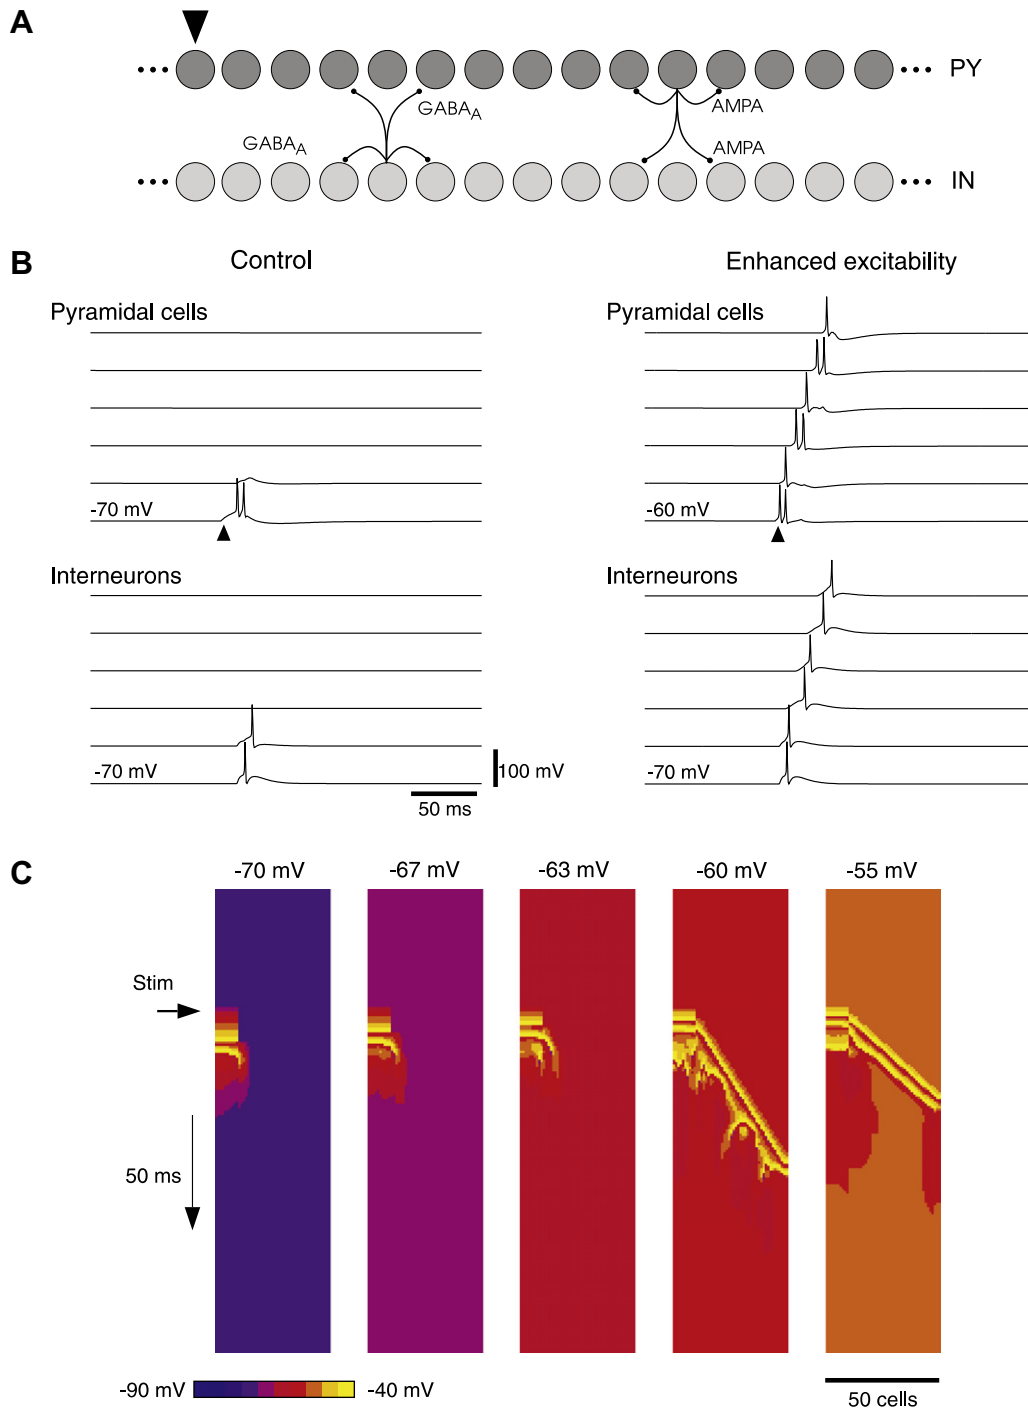 A
PY
GABAA
AMPA
GABAA
AMPA
IN
B
Control
Enhanced excitability
Pyramidal cells
Pyramidal cells
-70 mV
-60 mV
Interneurons
Interneurons
-70 mV
-70 mV
100 mV
50 ms
C
-70 mV
-67 mV
-63 mV
-60 mV
-55 mV
Stim
50 ms
-90 mV
-40 mV
50 cells